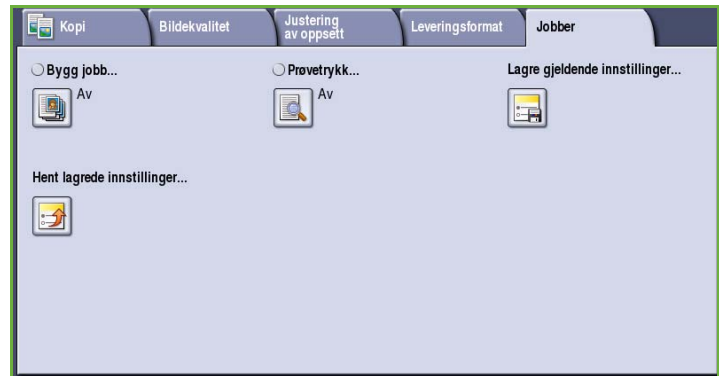 Kopi
Bildekvalitet
Justering
av oppsett
Leveringsformat
Jobber
Bygg jobb...
Av
Prøvetrykk...
Av
Lagre gjeldende innstillinger...
Hent lagrede innstillinger...